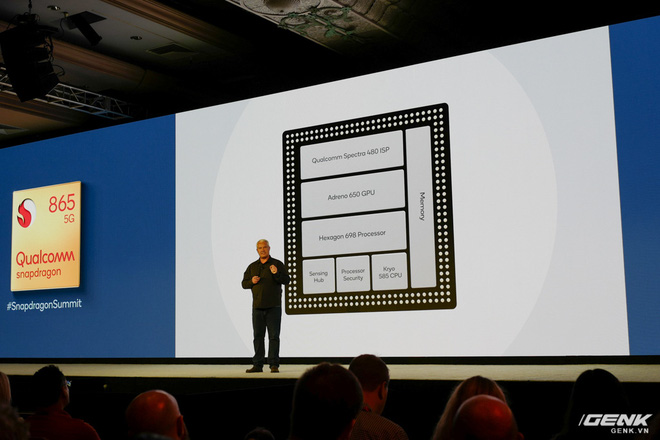 865
5G
Qualcomm
snapdragon
#SnapdragonSummit
Qualcomm Spectra 480 ISP
Adreno 650 GPU
Hexagon 698 Processor
Sensing
Hub
Processor
Security
Kryo
585 CPU
Memory
GENK
GENK.VN